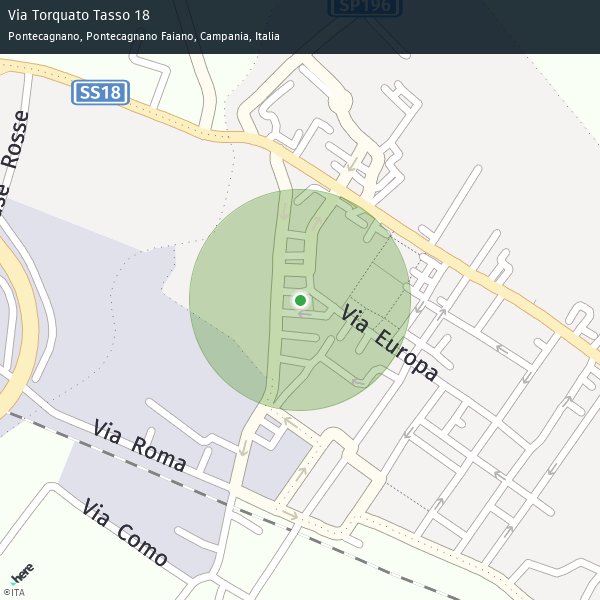 Via Torquato Tasso 18
Pontecagnano, Pontecagnano Faiano, Campania, Italia
SP196
SS18
se Rosse
Via Europa
Via Roma
Via Como
here
©ITA